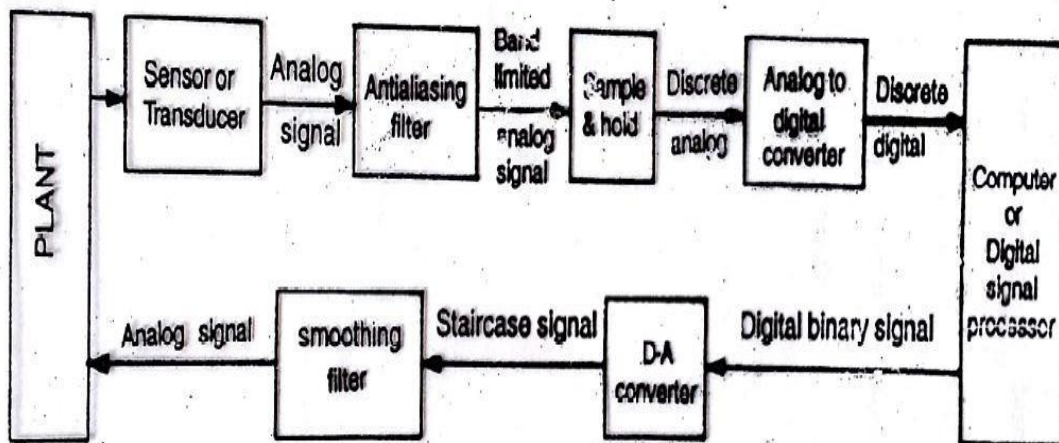 PLANT
Sensor or
Transducer
Analog
signal
Antialiasing
filter
Band
limited
analog
signal
Sample
& hold
Discrete
analog
Analog to
digital
converter
Discrete
digital
Computer
or
Digital
signal
processor
Digital binary signal
D-A
converter
Staircase signal
smoothing
filter
Analog signal